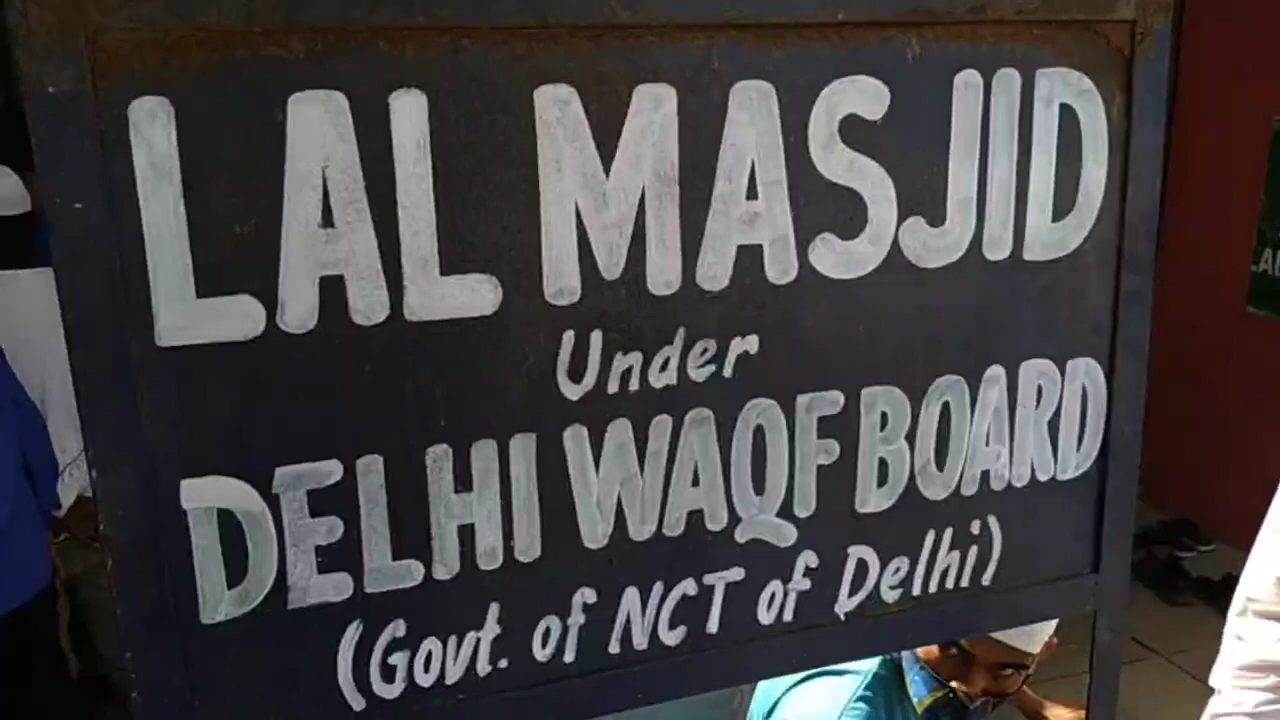 LAL MASJID
Under
DELHI WAQF BOARD
(Govt. of NCT of Delhi)